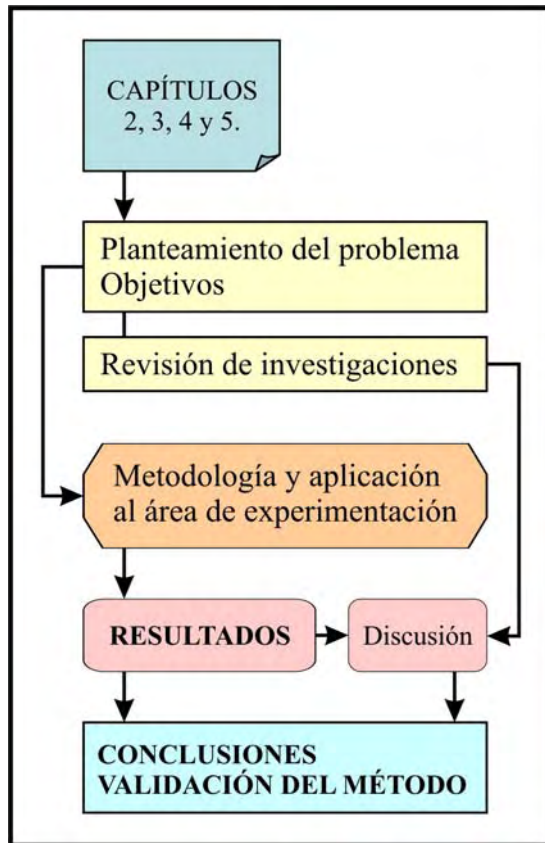 CAPÍTULOS
2, 3, 4 y 5.
Planteamiento del problema
Objetivos
Revisión de investigaciones
Metodología y aplicación
al área de experimentación
RESULTADOS
Discusión
CONCLUSIONES
VALIDACIÓN DEL MÉTODO